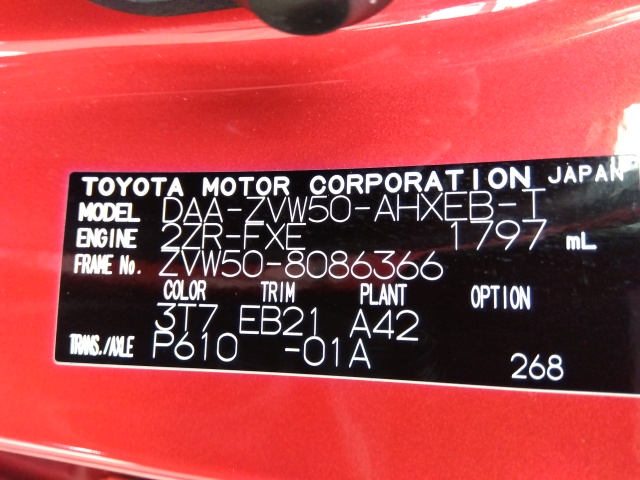 TOYOTA MOTOR CORPORATION JAPAN
MODEL DAA-ZVW50-AHXEB-T
ENGINE 2ZR-FXE 1797 mL
FRAME No. ZVW50-8086366
COLOR TRIM PLANT OPTION
3T7 EB21 A42
TRANS./AXLE P610 -01A 268